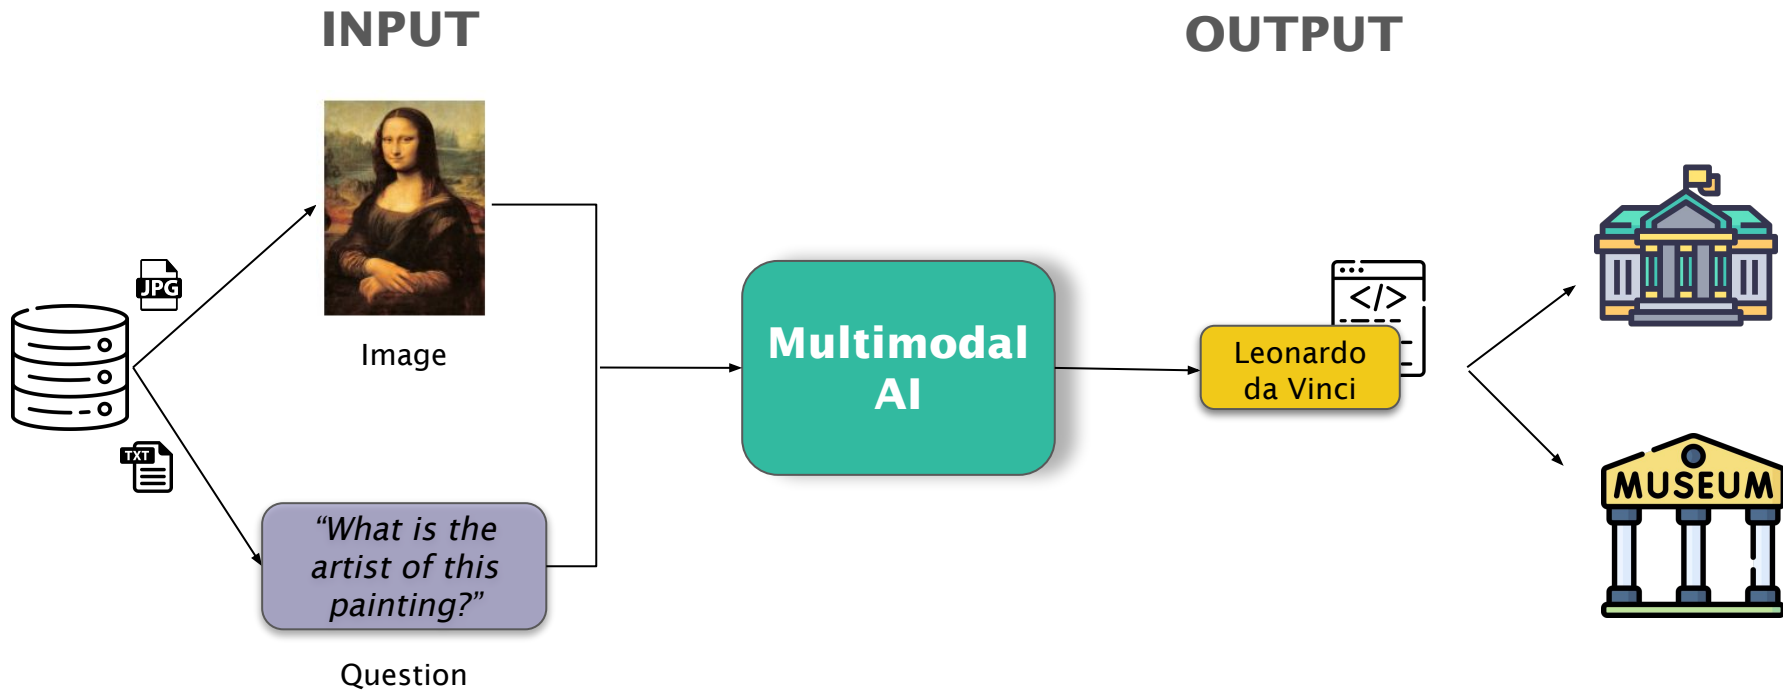 INPUT
OUTPUT
JPG
Image
TXT
“What is the
artist of this
painting?”
Question
Multimodal
AI
</>
Leonardo
da Vinci
MUSEUM